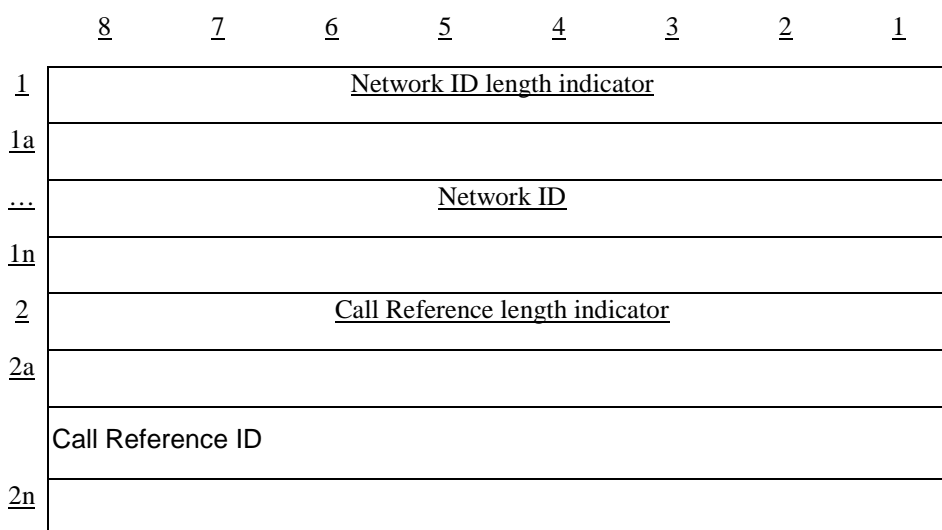 8 7 6 5 4 3 2 1
1 Network ID length indicator
1a
… Network ID
1n
2 Call Reference length indicator
2a
Call Reference ID
2n